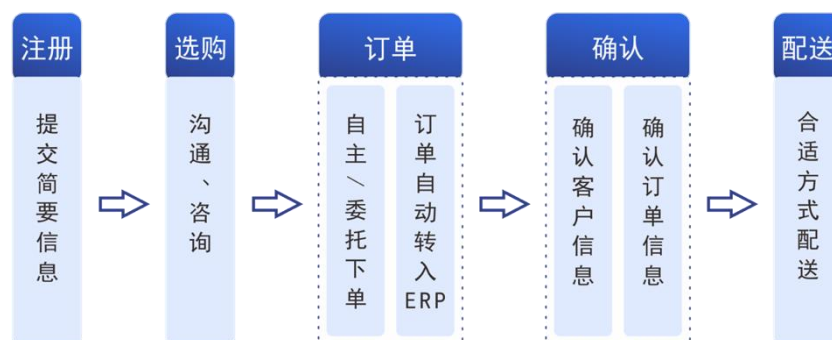 注册
选购
订单
确认
配送
提交简要信息
沟通、咨询
自主/委托下单
订单自动转入ERP
确认客户信息
确认订单信息
合适方式配送